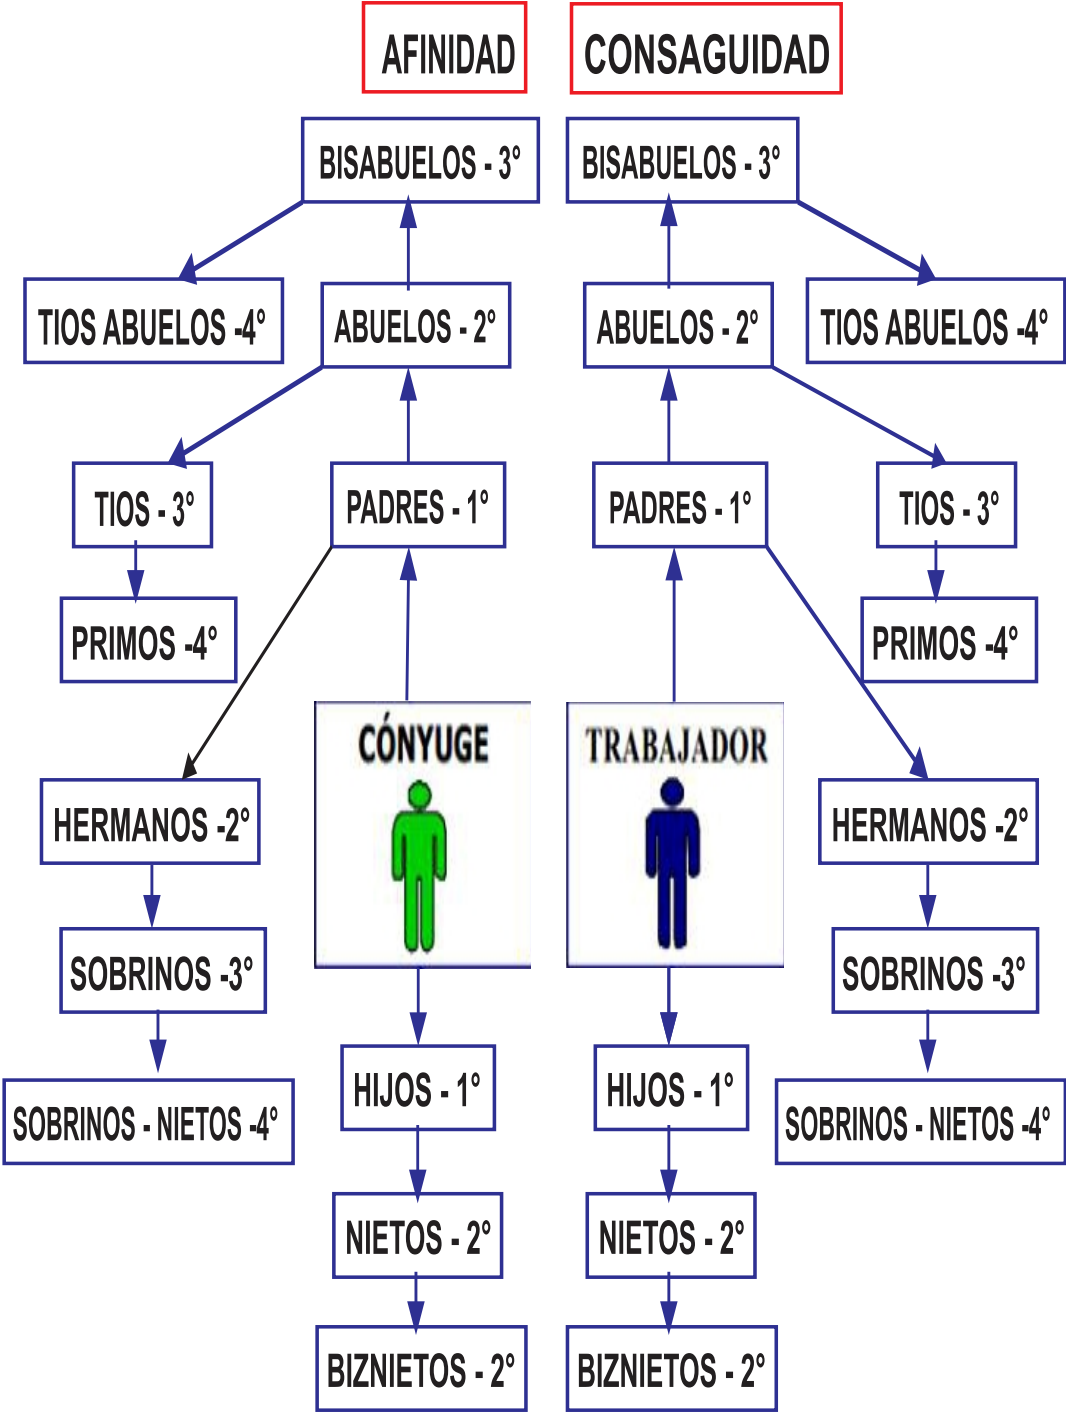 AFINIDAD
CONSAGUIDAD
BISABUELOS - 3°
BISABUELOS - 3°
TIOS ABUELOS -4°
ABUELOS - 2°
ABUELOS - 2°
TIOS ABUELOS -4°
TIOS - 3°
PADRES - 1°
PADRES - 1°
TIOS - 3°
PRIMOS -4°
PRIMOS -4°
CÓNYUGE
TRABAJADOR
HERMANOS -2°
HERMANOS -2°
SOBRINOS -3°
SOBRINOS -3°
HIJOS - 1°
HIJOS - 1°
SOBRINOS - NIETOS -4°
SOBRINOS - NIETOS -4°
NIETOS - 2°
NIETOS - 2°
BIZNIETOS - 2°
BIZNIETOS - 2°